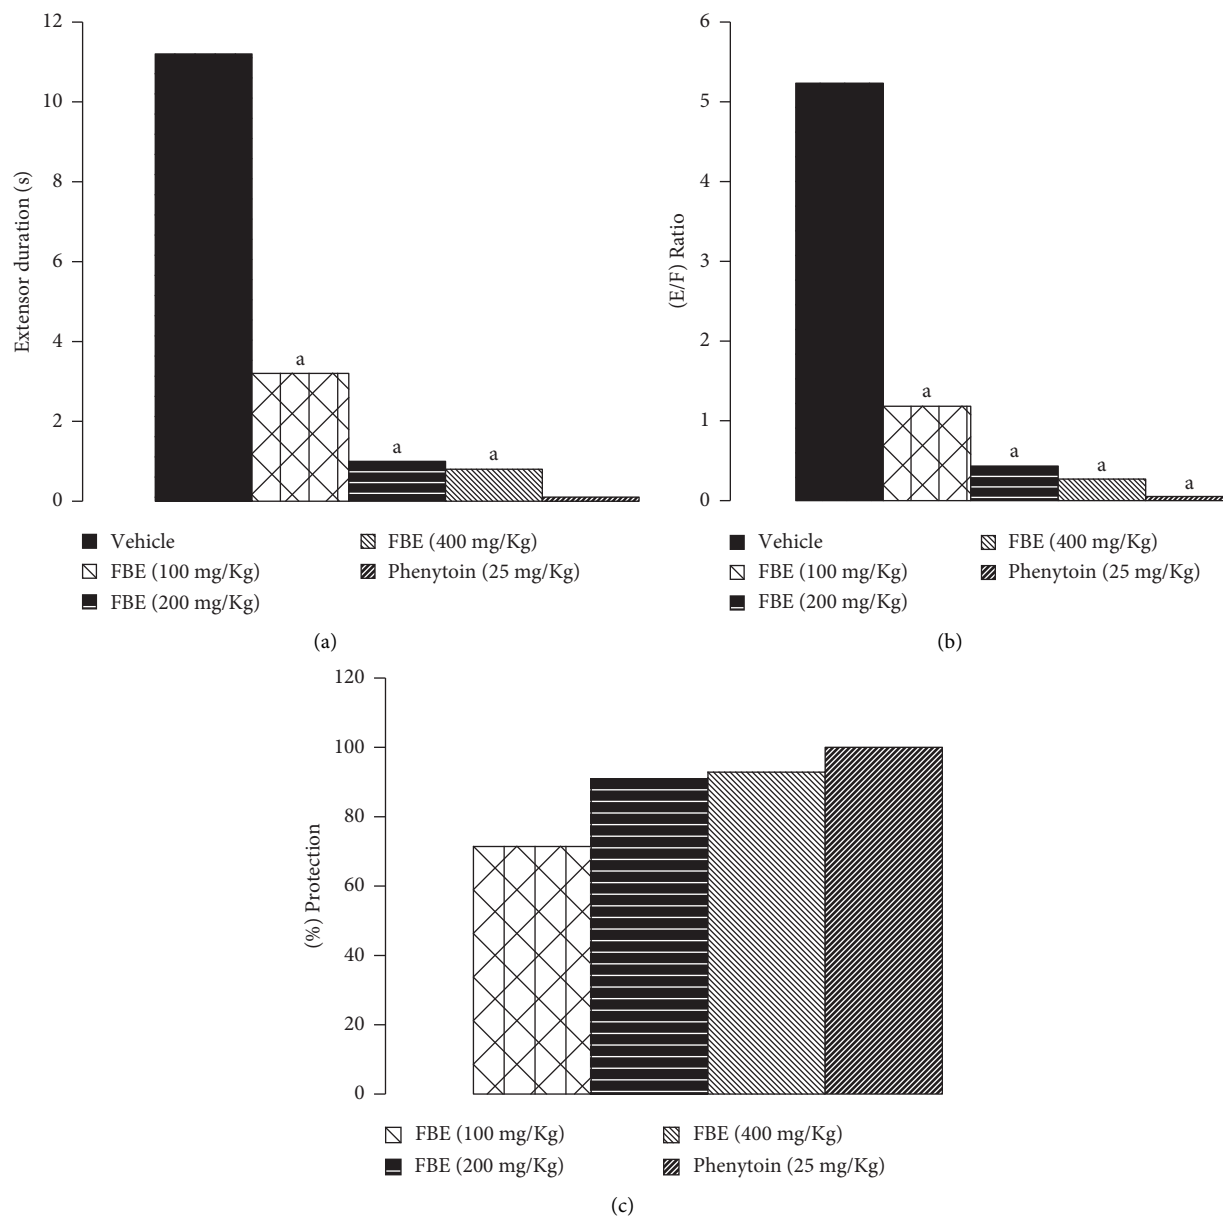 12
10
8
6
4
2
0
Extensor duration (s)
a
a
a
Vehicle
FBE (100 mg/Kg)
FBE (200 mg/Kg)
FBE (400 mg/Kg)
Phenytoin (25 mg/Kg)
(a)
6
5
4
3
2
1
0
(E/F) Ratio
a
a
a
a
Vehicle
FBE (100 mg/Kg)
FBE (200 mg/Kg)
FBE (400 mg/Kg)
Phenytoin (25 mg/Kg)
(b)
120
100
80
60
40
20
0
(%) Protection
FBE (100 mg/Kg)
FBE (200 mg/Kg)
FBE (400 mg/Kg)
Phenytoin (25 mg/Kg)
(c)